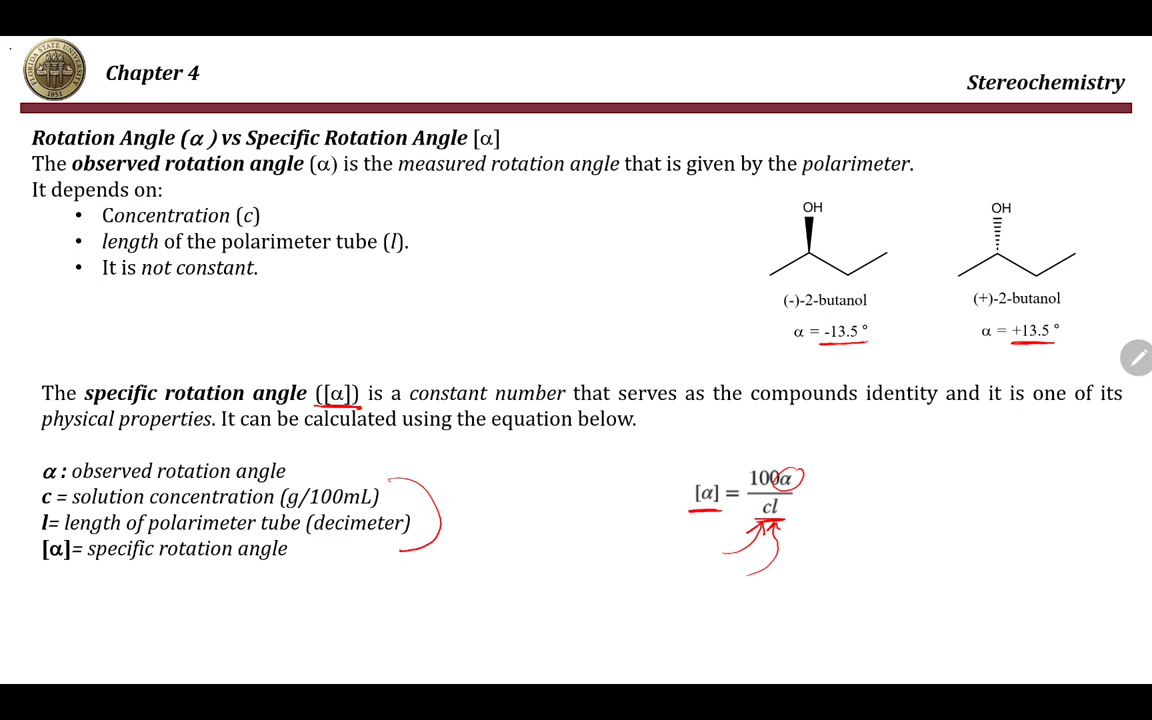 FLORIDA STATE UNIVERSITY
1851
Chapter 4
Stereochemistry
Rotation Angle (α ) vs Specific Rotation Angle [α]
The observed rotation angle (α) is the measured rotation angle that is given by the polarimeter.
It depends on:
• Concentration (c)
• length of the polarimeter tube (l).
• It is not constant.
OH
OH
(-)-2-butanol
(+)-2-butanol
α = -13.5 °
α = +13.5 °
The specific rotation angle ([α]) is a constant number that serves as the compounds identity and it is one of its
physical properties. It can be calculated using the equation below.
α : observed rotation angle
c = solution concentration (g/100mL)
l= length of polarimeter tube (decimeter)
[α]= specific rotation angle
[α] = 100α / cl